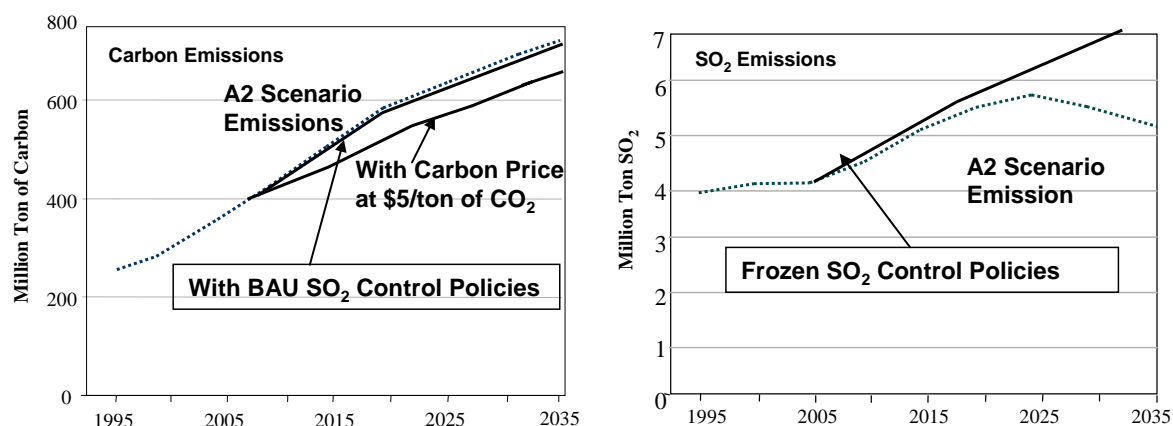 800
600
400
200
0
Million Ton of Carbon
Carbon Emissions
A2 Scenario
Emissions
With Carbon Price
at $5/ton of CO₂
With BAU SO₂ Control Policies
1995 2005 2015 2025 2035
7
6
5
4
3
2
1
0
Million Ton SO₂
SO₂ Emissions
A2 Scenario
Emission
Frozen SO₂ Control Policies
1995 2005 2015 2025 2035